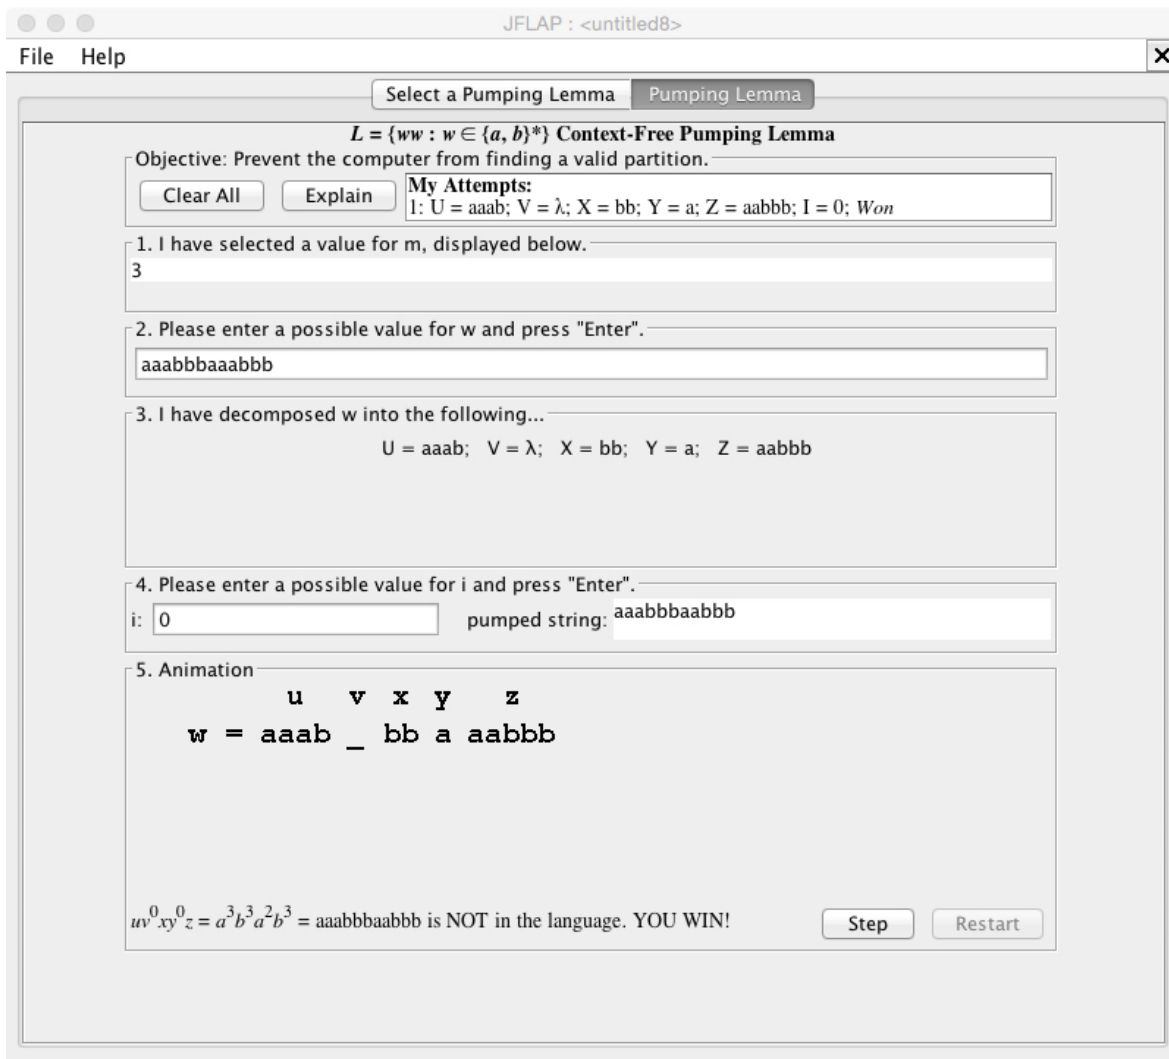 JFLAP : <untitled8>
File Help
Select a Pumping Lemma Pumping Lemma
L = {ww : w ∈ {a, b}*} Context-Free Pumping Lemma
Objective: Prevent the computer from finding a valid partition.
Clear All Explain
My Attempts:
1: U = aaab; V = λ; X = bb; Y = a; Z = aabbb; I = 0; Won
1. I have selected a value for m, displayed below.
3
2. Please enter a possible value for w and press "Enter".
aaabbbaaabbb
3. I have decomposed w into the following...
U = aaab; V = λ; X = bb; Y = a; Z = aabbb
4. Please enter a possible value for i and press "Enter".
i: 0 pumped string: aaabbbaabbb
5. Animation
u v x y z
w = aaab _ bb a aabbb
uv⁰xy⁰z = a³b³a²b³ = aaabbbaabbb is NOT in the language. YOU WIN!
Step Restart